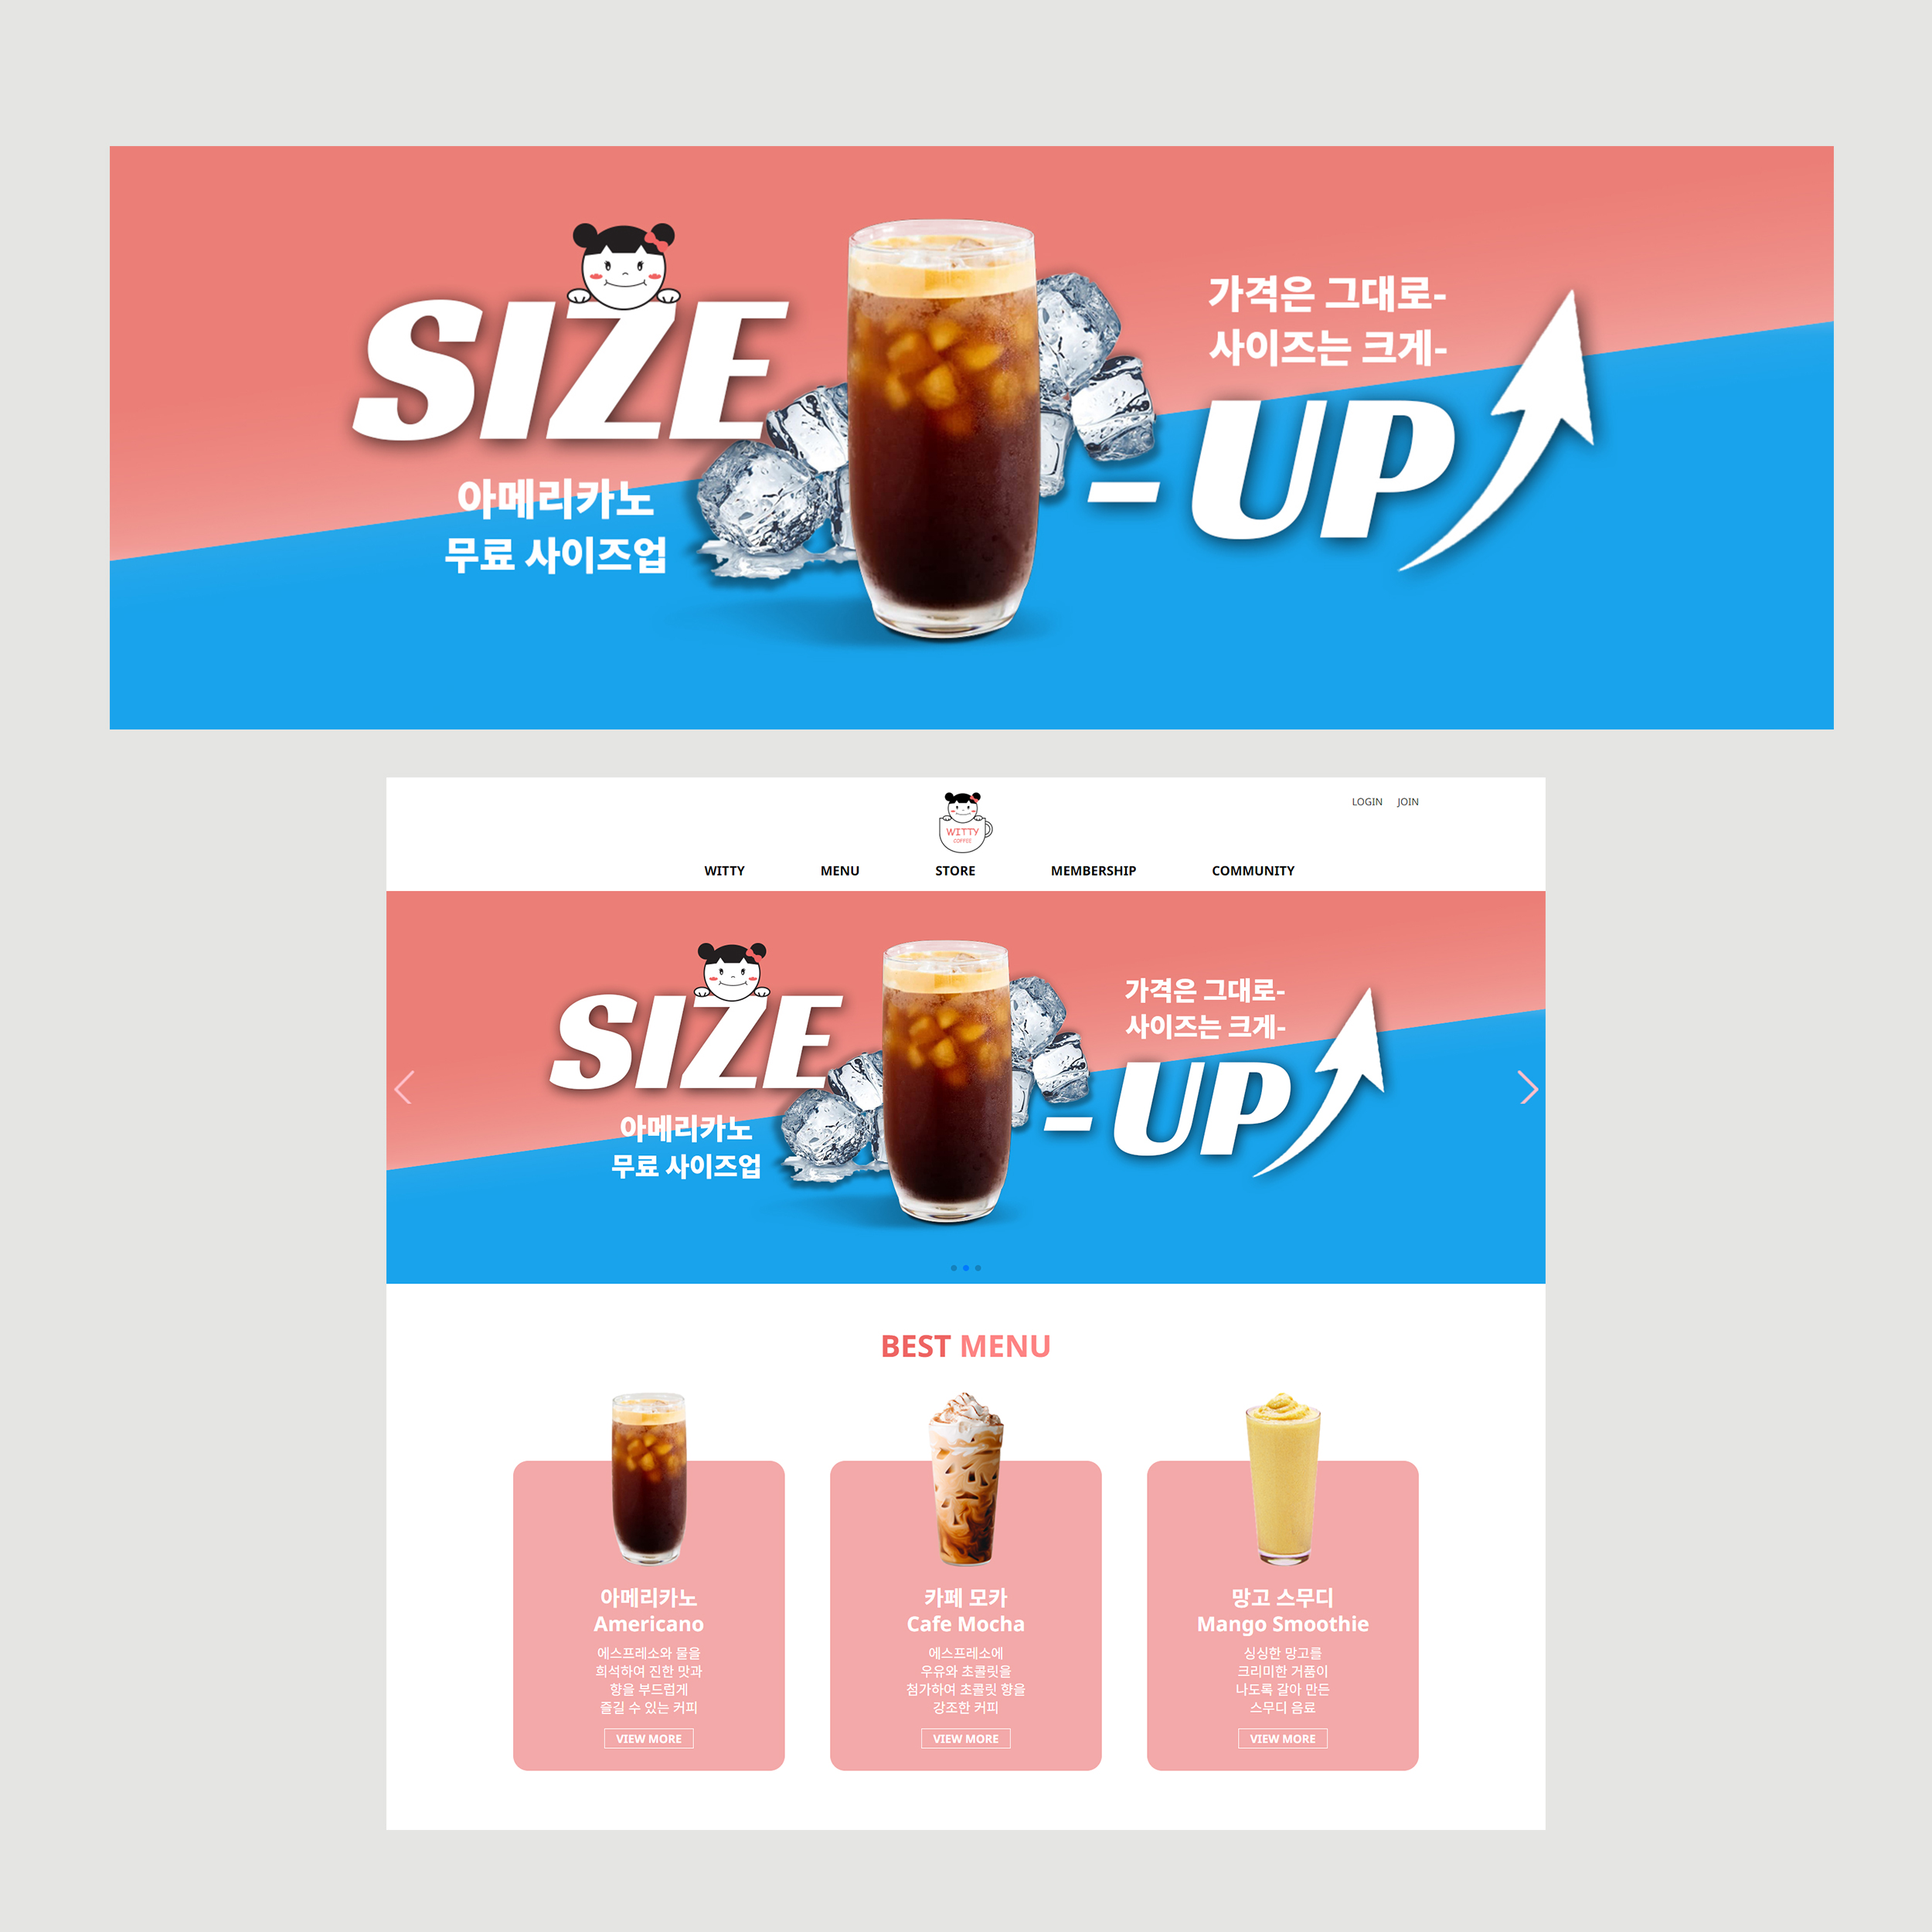 SIZE
아메리카노
무료 사이즈업
가격은 그대로-
사이즈는 크게-
-UP
LOGIN JOIN
WITTY
COFFEE
WITTY MENU STORE MEMBERSHIP COMMUNITY
SIZE
아메리카노
무료 사이즈업
가격은 그대로-
사이즈는 크게-
-UP
BEST MENU
아메리카노
Americano
에스프레소와 물을
희석하여 진한 맛과
향을 부드럽게
즐길 수 있는 커피
VIEW MORE
카페 모카
Cafe Mocha
에스프레소에
우유와 초콜릿을
첨가하여 초콜릿 향을
강조한 커피
VIEW MORE
망고 스무디
Mango Smoothie
싱싱한 망고를
크리미한 거품이
나도록 갈아 만든
스무디 음료
VIEW MORE